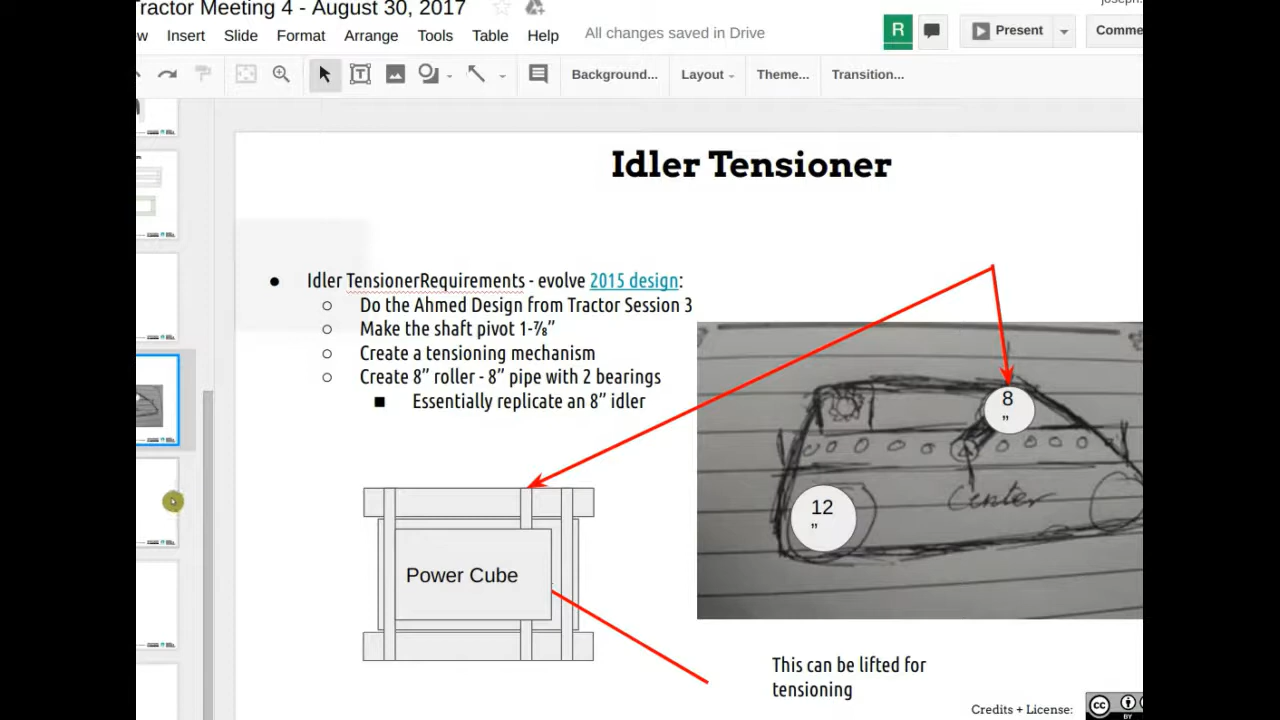 Tractor Meeting 4 - August 30, 2017
Insert Slide Format Arrange Tools Table Help All changes saved in Drive
R Present
Background... Layout Theme... Transition...
Idler Tensioner
Idler TensionerRequirements - evolve 2015 design:
Do the Ahmed Design from Tractor Session 3
Make the shaft pivot 1-⅞”
Create a tensioning mechanism
Create 8” roller - 8” pipe with 2 bearings
Essentially replicate an 8” idler
8
”
Center
12
”
Power Cube
This can be lifted for
tensioning
Credits + License:
CC
BY